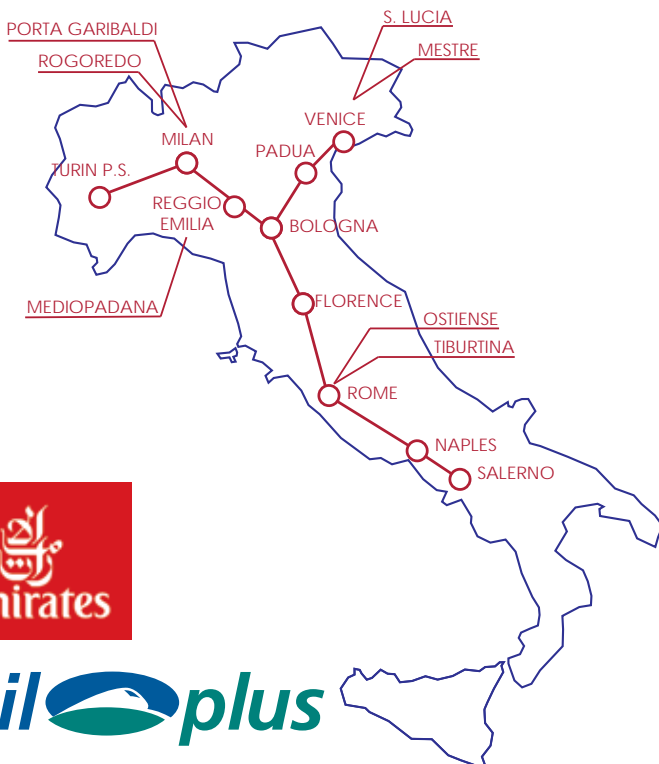 S. LUCIA
PORTA GARIBALDI
MESTRE
ROGOREDO
VENICE
MILAN
PADUA
TURIN P.S.
REGGIO
EMILIA
BOLOGNA
MEDIOPADANA
FLORENCE
OSTIENSE
TIBURTINA
ROME
NAPLES
SALERNO
nirates
il plus